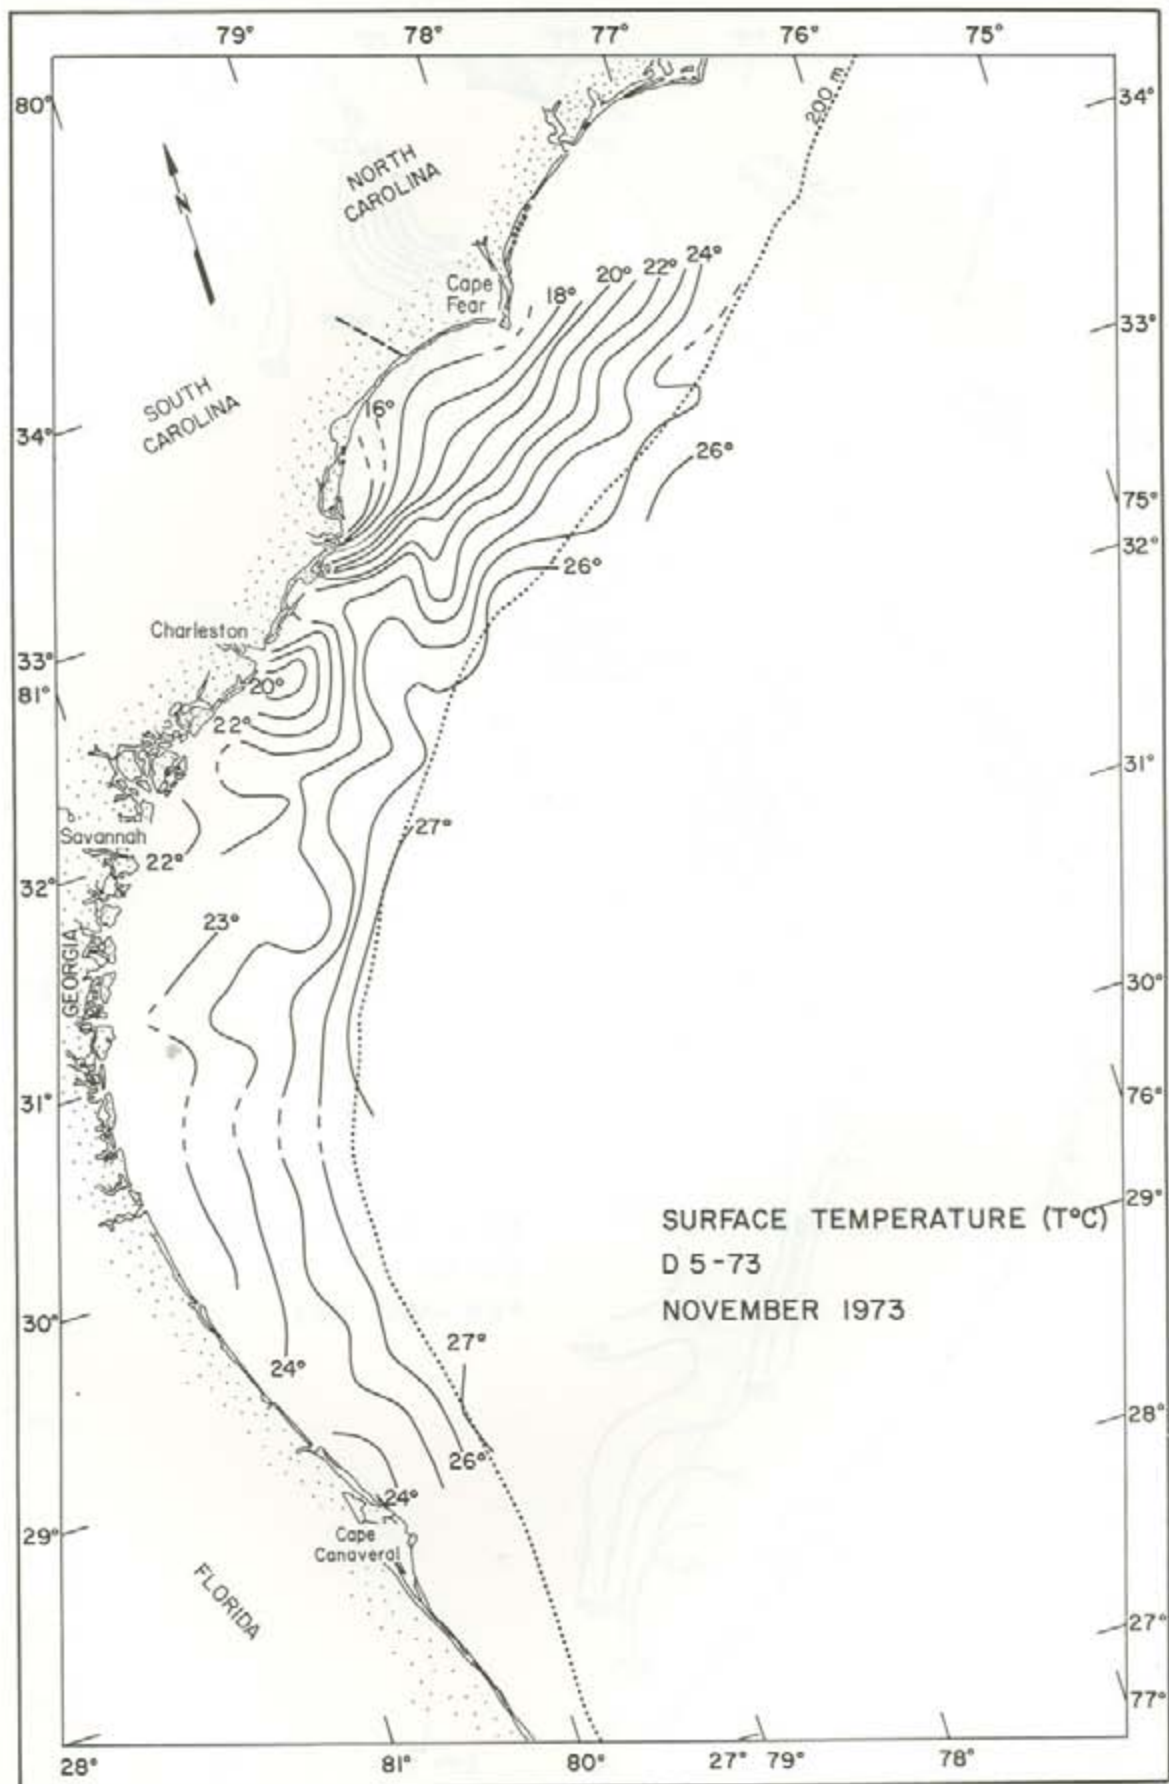 79° 78° 77° 76° 75°
80°
34°
200 m
NORTH
CAROLINA
N
24°
22°
20°
18°
Cape
Fear
33°
SOUTH
CAROLINA
16°
34°
26°
75°
32°
26°
Charleston
33°
20°
81°
22°
31°
27°
Savannah
22°
32°
23°
GEORGIA
30°
76°
31°
29°
SURFACE TEMPERATURE (T°C)
D 5-73
NOVEMBER 1973
30°
27°
24°
28°
26°
24°
29°
Cape
Canaveral
FLORIDA
27°
77°
28° 81° 80° 27° 79° 78°